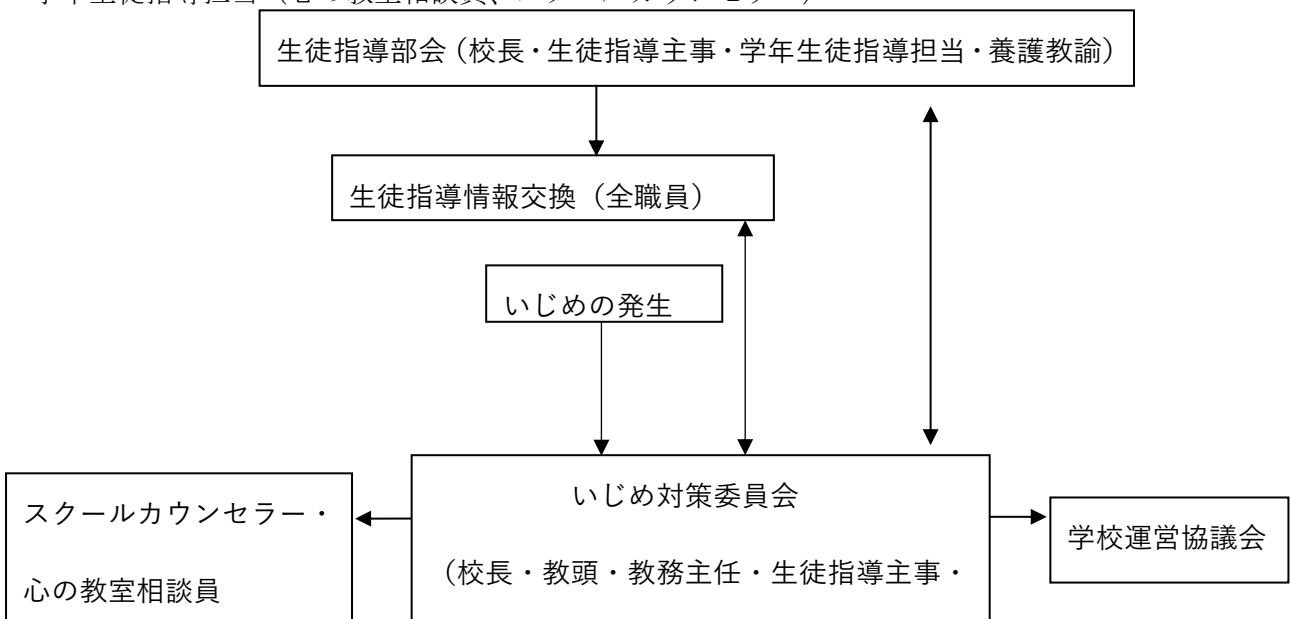 生徒指導部会（校長・生徒指導主事・学年生徒指導担当・養護教諭）
生徒指導情報交換（全職員）
いじめの発生
いじめ対策委員会
（校長・教頭・教務主任・生徒指導主事・
スクールカウンセラー・
心の教室相談員
学校運営協議会